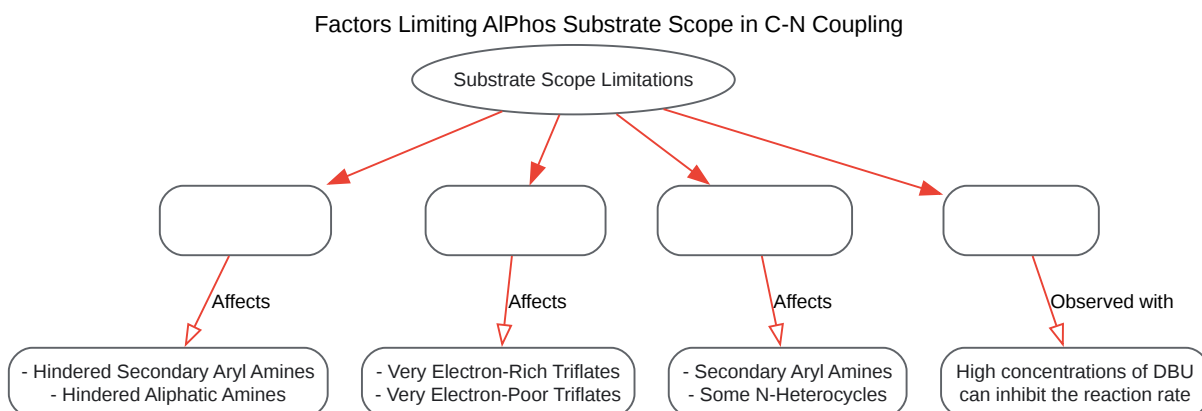 Factors Limiting AlPhos Substrate Scope in C-N Coupling
Substrate Scope Limitations
Affects
Affects
Affects
Observed with
- Hindered Secondary Aryl Amines
- Hindered Aliphatic Amines
- Very Electron-Rich Triflates
- Very Electron-Poor Triflates
- Secondary Aryl Amines
- Some N-Heterocycles
High concentrations of DBU
can inhibit the reaction rate